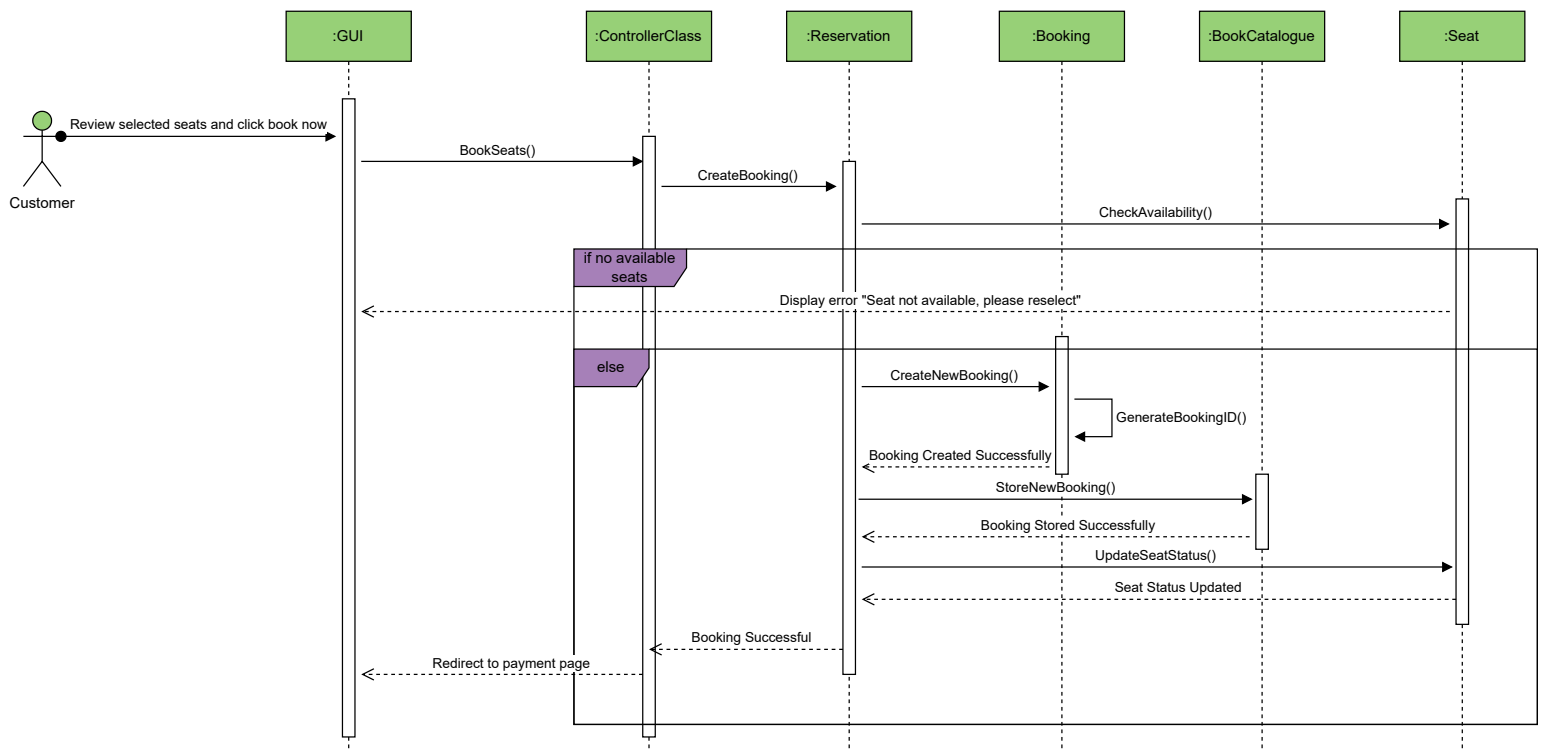 :GUI
:ControllerClass
:Reservation
:Booking
:BookCatalogue
:Seat
Review selected seats and click book now
Customer
BookSeats()
CreateBooking()
CheckAvailability()
if no available
seats
Display error "Seat not available, please reselect"
else
CreateNewBooking()
GenerateBookingID()
Booking Created Successfully
StoreNewBooking()
Booking Stored Successfully
UpdateSeatStatus()
Seat Status Updated
Booking Successful
Redirect to payment page